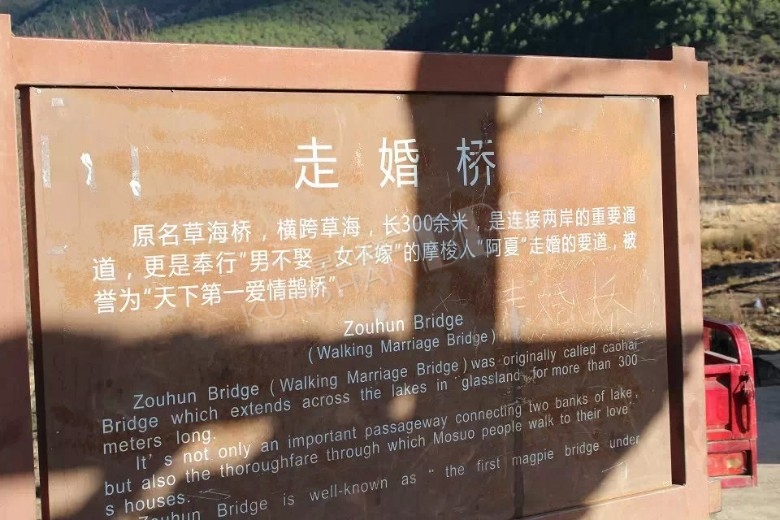 走婚桥
原名草海桥，横跨草海，长300余米，是连接两岸的重要通
道，更是奉行"男不娶 女不嫁"的摩梭人"阿夏"走婚的要道，被
誉为"天下第一爱情鹊桥"。
走婚桥
Zouhun Bridge
(Walking Marriage Bridge)
Zouhun Bridge (Walking Marriage Bridge) was originally called caohai
Bridge which extends across the lakes in glassland for more than 300
meters long.
It's not only an important passageway connecting two banks of lake,
but also the thoroughfare through which Mosuo people walk to their love'
s houses.
Zouhun Bridge is well-known as "the first magpie bridge under